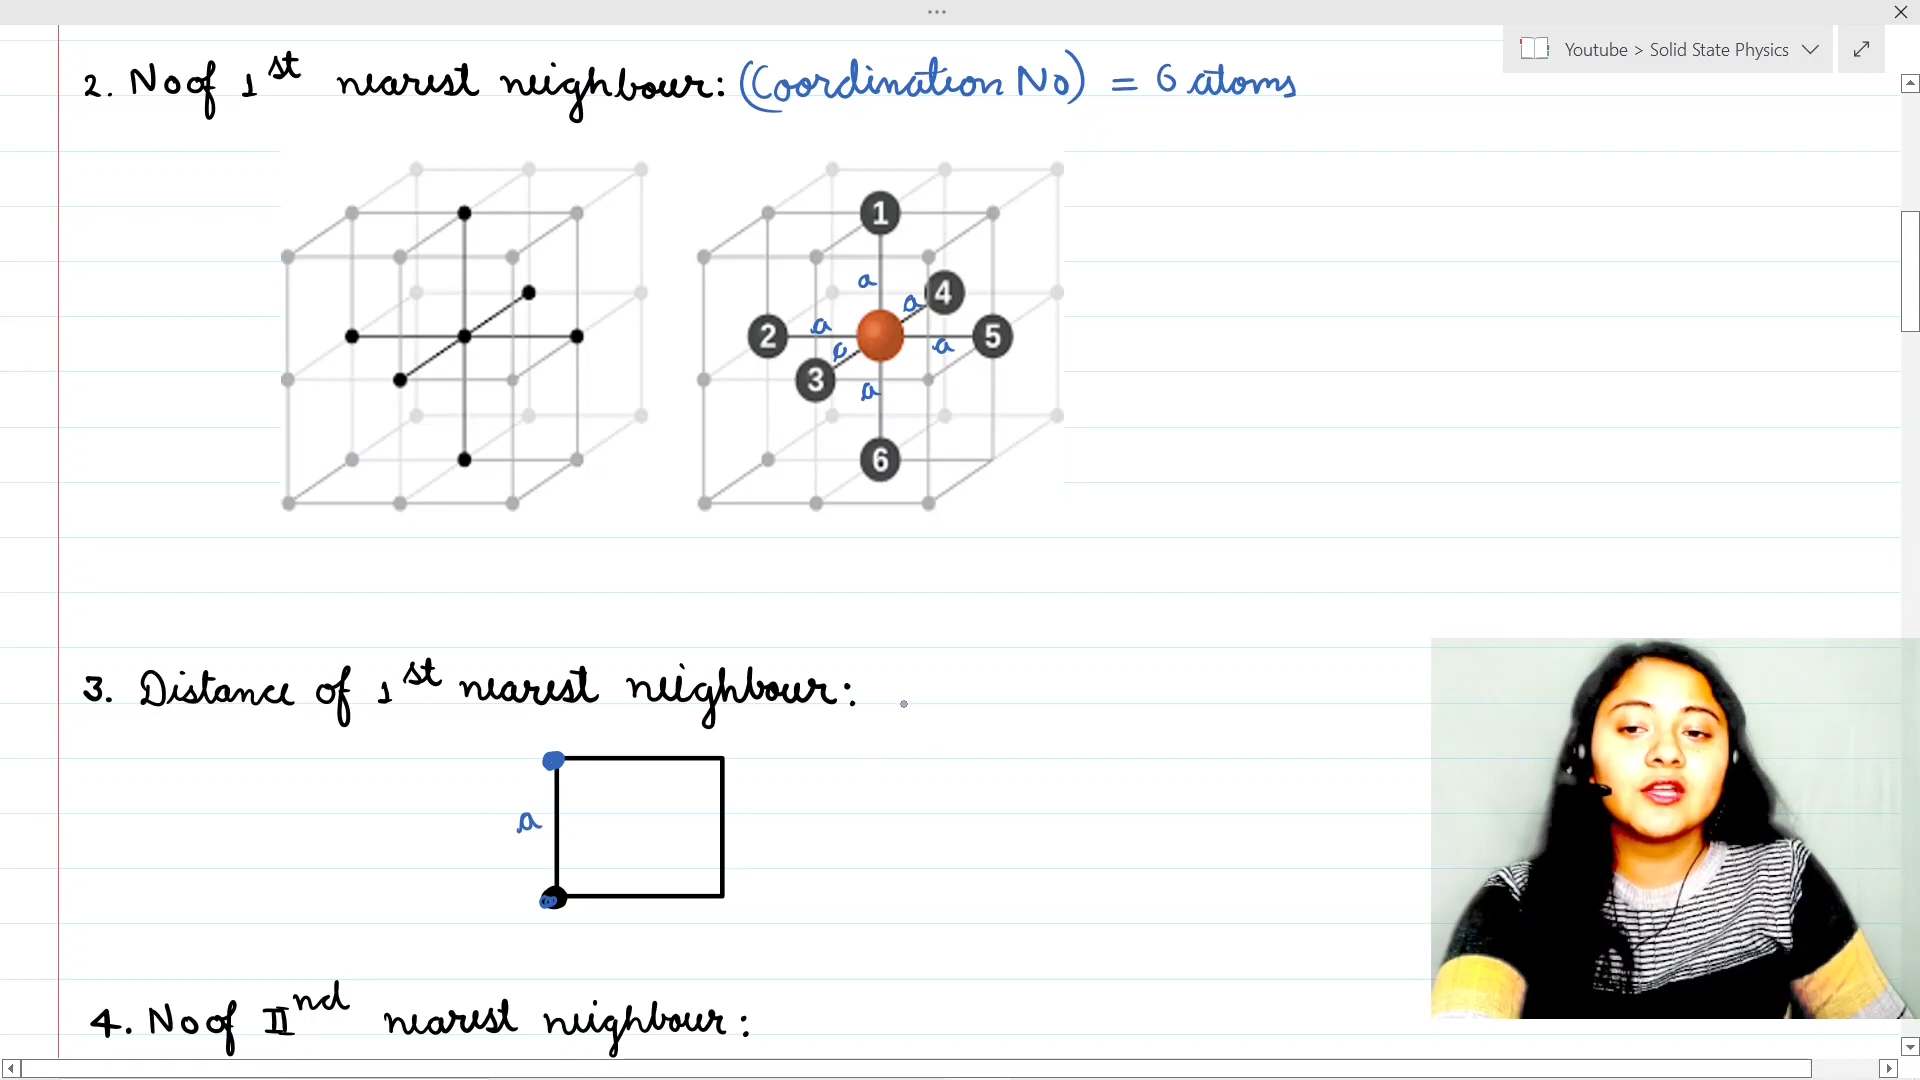 Youtube > Solid State Physics
2. No of 1st nearest neighbour: (Coordination No) = 6 atoms
1
a
4
a
2
a
5
a
3
a
6
3. Distance of 1st nearest neighbour:
a
4. No of IInd nearest neighbour: